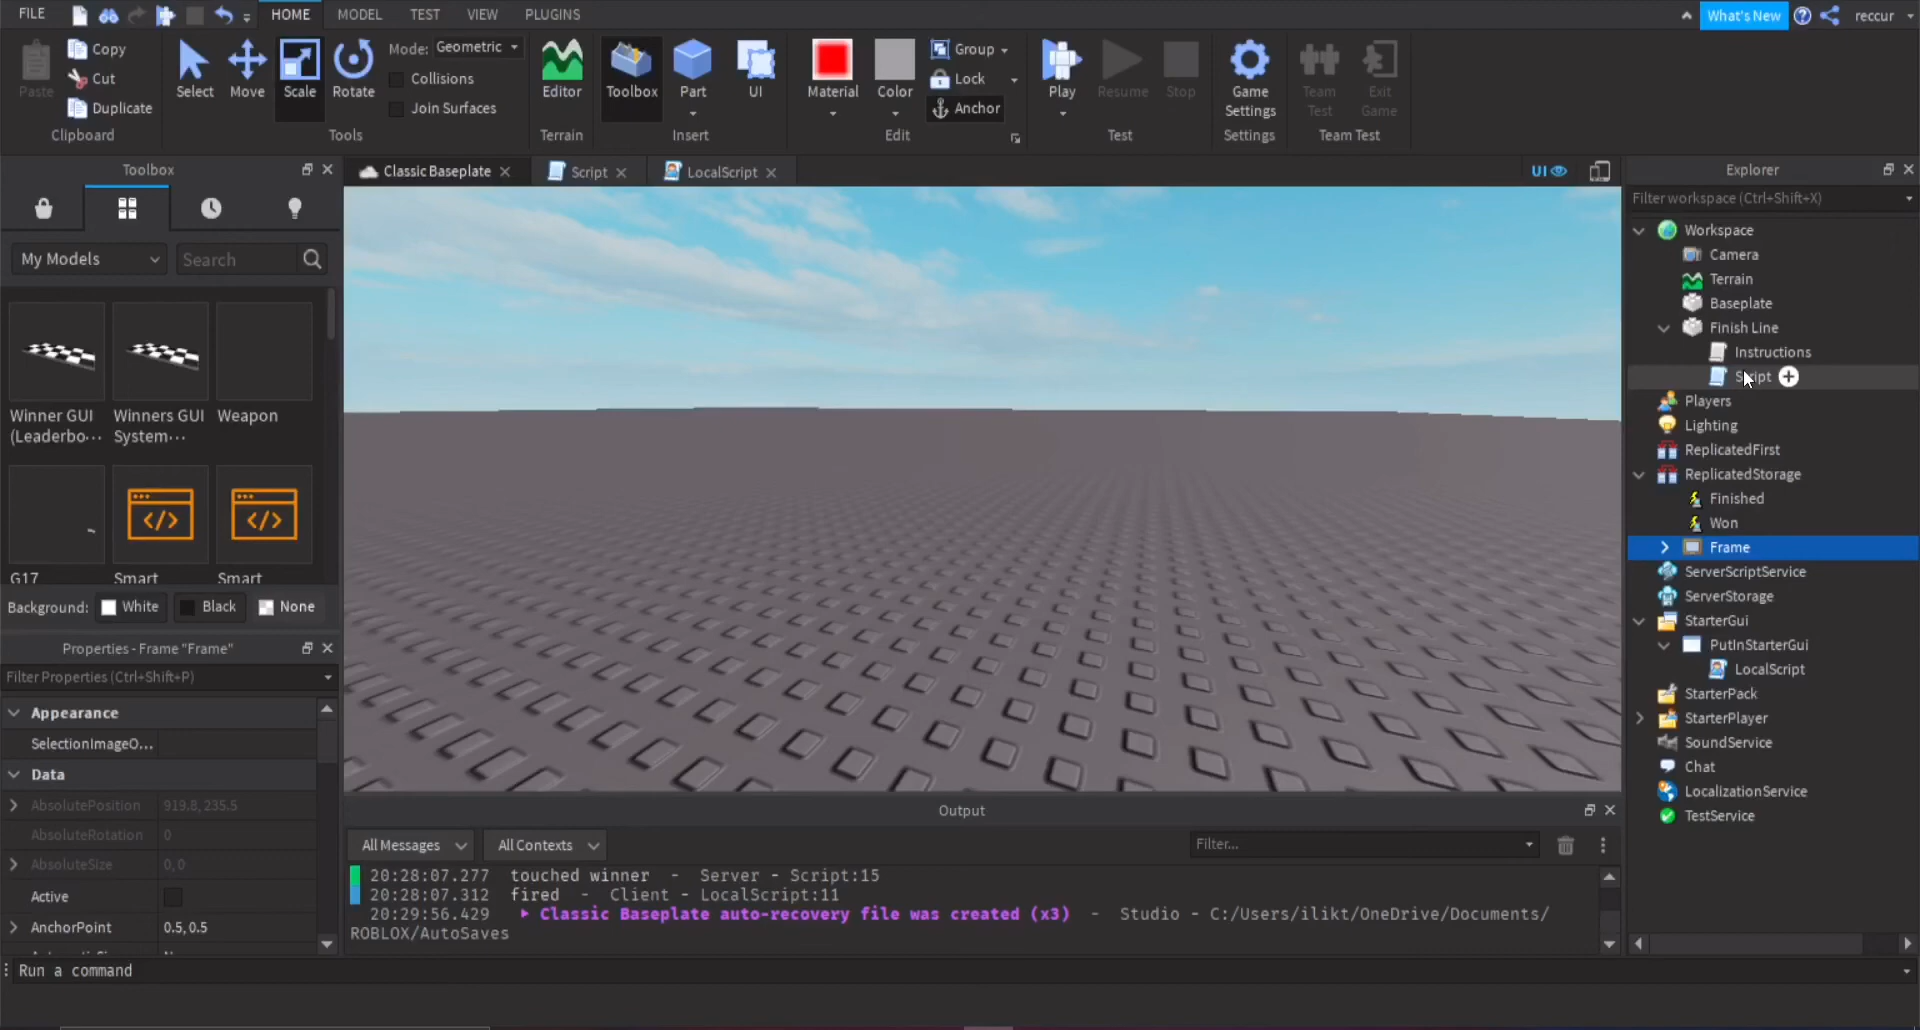 FILE
HOME
MODEL
TEST
VIEW
PLUGINS
What's New
reccur
Paste
Copy
Cut
Duplicate
Clipboard
Select
Move
Scale
Rotate
Mode: Geometric
Collisions
Join Surfaces
Tools
Editor
Terrain
Toolbox
Part
UI
Insert
Material
Color
Group
Lock
Anchor
Edit
Play
Resume
Stop
Test
Game
Settings
Settings
Team
Test
Exit
Game
Team Test
Toolbox
My Models
Search
Winner GUI
(Leaderbo...
Winners GUI
System...
Weapon
G17
Smart
Smart
Background: White Black None
Properties - Frame "Frame"
Filter Properties (Ctrl+Shift+P)
Appearance
SelectionImageO...
Data
AbsolutePosition 919.8, 235.5
AbsoluteRotation 0
AbsoluteSize 0, 0
Active
AnchorPoint 0.5, 0.5
Classic Baseplate
Script
LocalScript
UI
Output
All Messages
All Contexts
Filter...
20:28:07.277 touched winner - Server - Script:15
20:28:07.312 fired - Client - LocalScript:11
20:29:56.429 Classic Baseplate auto-recovery file was created (x3) - Studio - C:/Users/ilikt/OneDrive/Documents/
ROBLOX/AutoSaves
Run a command
Explorer
Filter workspace (Ctrl+Shift+X)
Workspace
Camera
Terrain
Baseplate
Finish Line
Instructions
Script
Players
Lighting
ReplicatedFirst
ReplicatedStorage
Finished
Won
Frame
ServerScriptService
ServerStorage
StarterGui
PutInStarterGui
LocalScript
StarterPack
StarterPlayer
SoundService
Chat
LocalizationService
TestService